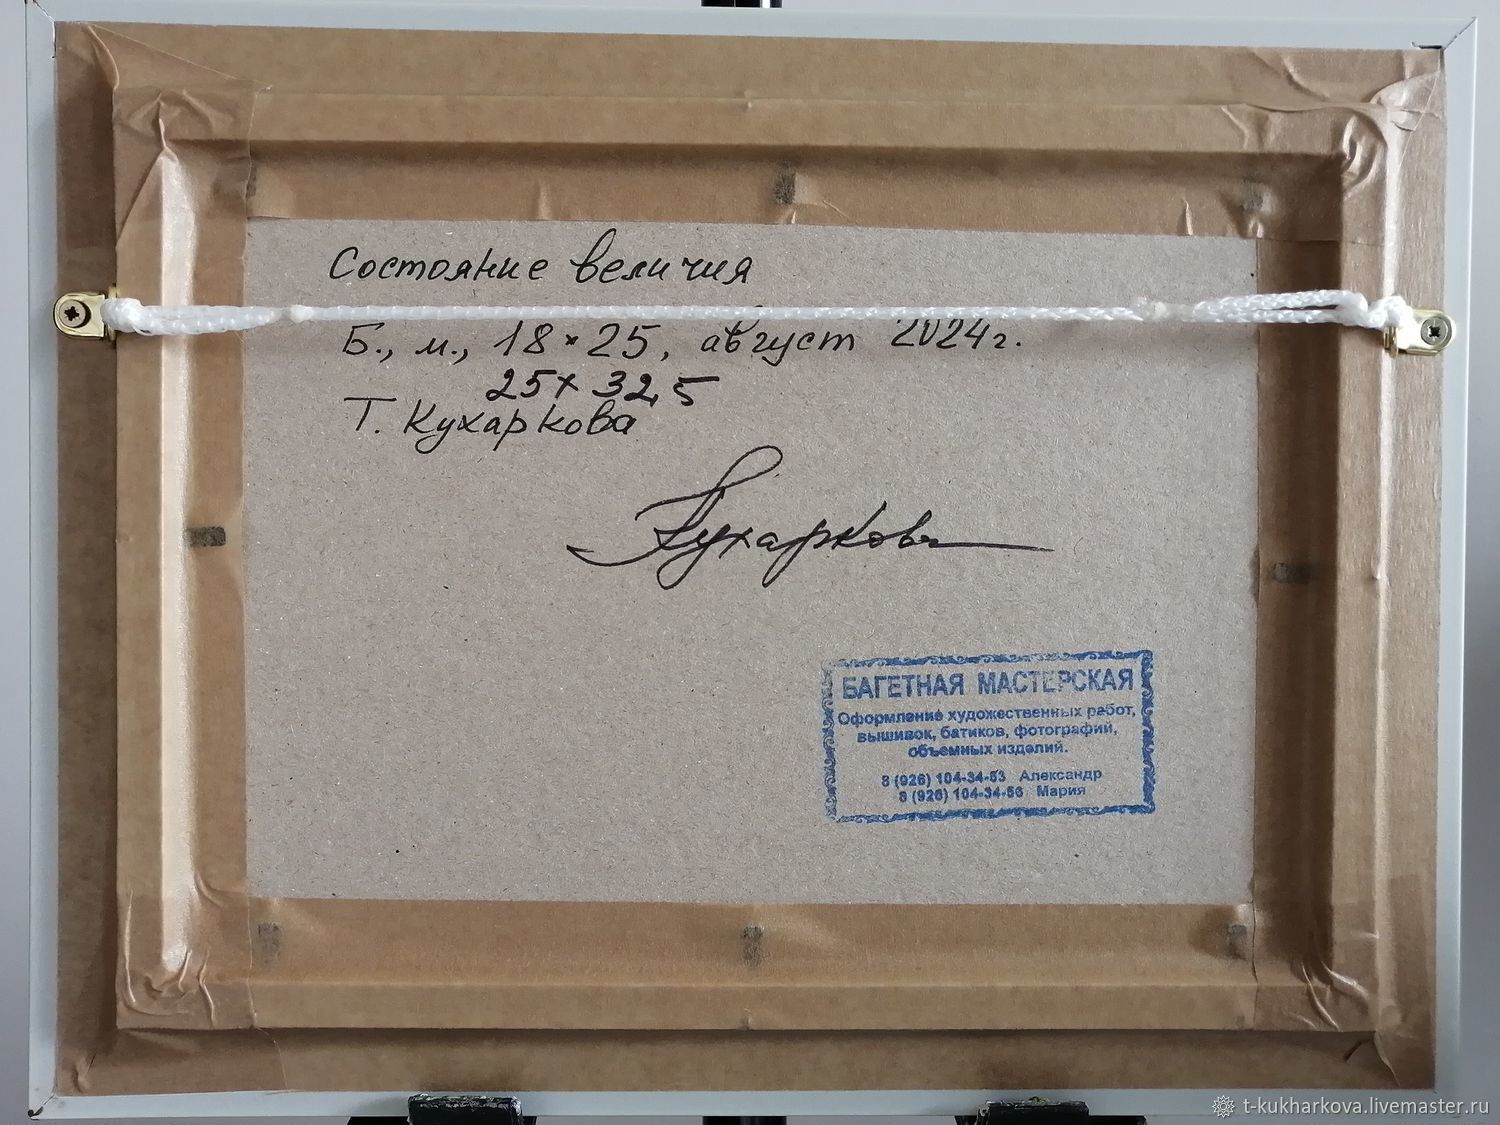 Состояние величия
Б., м., 18×25, август 2024г.
25×32,5
Т. Кухаркова
Кухаркова
БАГЕТНАЯ МАСТЕРСКАЯ
Оформление художественных работ,
вышивок, батиков, фотографий,
объемных изделий.
8 (926) 104-34-53 Александр
8 (926) 104-34-56 Мария
t-kukharkova.livemaster.ru